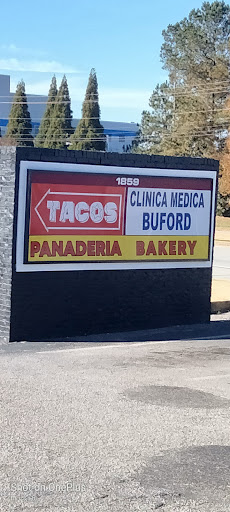 1859
TACOS
CLINICA MEDICA
BUFORD
PANADERIA BAKERY
Shot on OnePlus